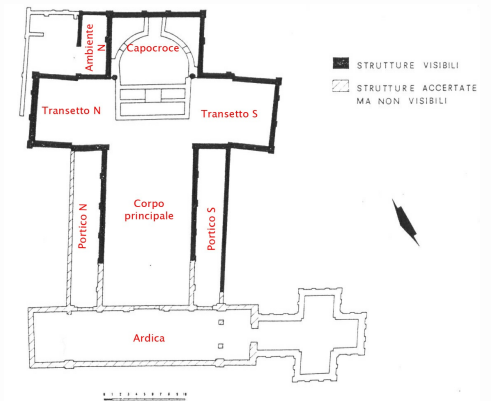 Ambiente N
Capocroce
Transetto N
Transetto S
STRUTTURE VISIBILI
STRUTTURE ACCERTATE
MA NON VISIBILI
Portico N
Corpo
principale
Portico S
Ardica